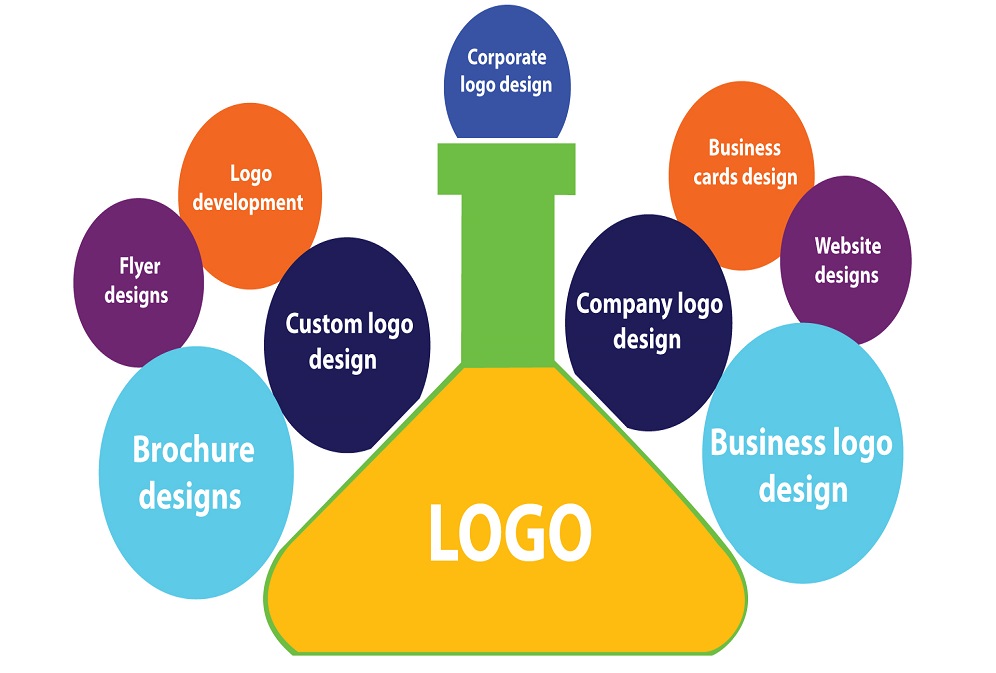 Corporate
logo design
Logo
development
Business
cards design
Flyer
designs
Website
designs
Custom logo
design
Company logo
design
Brochure
designs
Business logo
design
LOGO